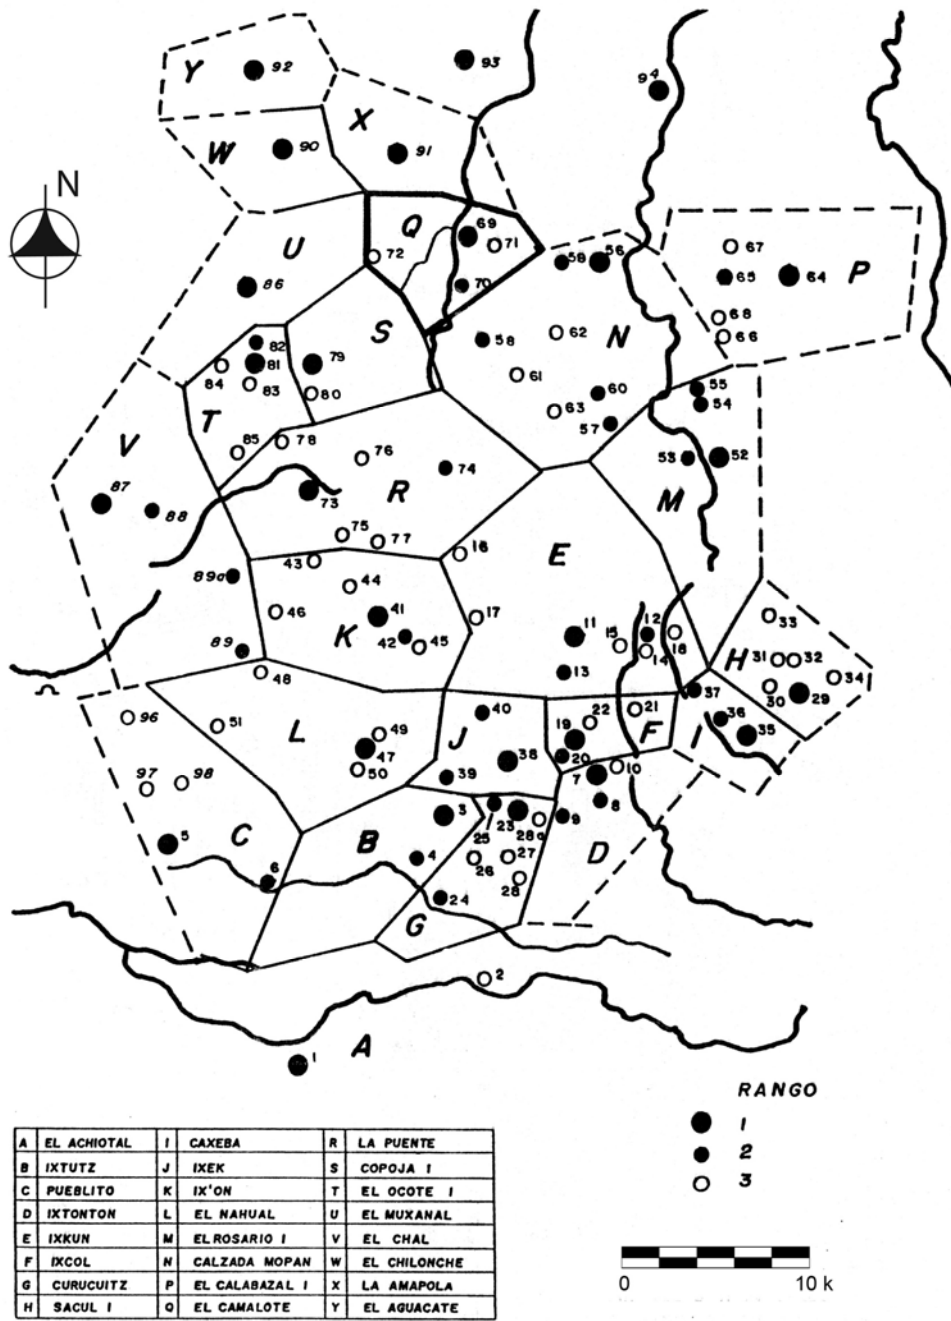 93
94
Y 92
X
W 90
91
N
69
Q 71
72
U
58 56
67
65 64 P
70
86
S
68
62 N 66
58
82
81 79
84
83
61
80
55
60 54
63
T
57
V
85 78
76
74
53 52
R
M
87
88
73
75
77
16
E
43
89a
44
46
41
17
K 42 45
11
15 12
18
14
33
89
31 32
H
48
13
34
30 29
37
96
51
L
49
40
22 21
36
J
19
F
I
35
47
50
38
20
10
39
7
97 98
8
3
23
9
25 28a
5
C
B
4
26 27
D
6
28
24
G
2
A
1
RANGO
1
2
3
A EL ACHIOTAL I CAXEBA R LA PUENTE
B IXTUTZ J IXEK S COPOJA I
C PUEBLITO K IX'ON T EL OCOTE I
D IXTONTON L EL NAHUAL U EL MUXANAL
E IXKUN M EL ROSARIO I V EL CHAL
F IXCOL N CALZADA MOPAN W EL CHILONCHE
G CURUCUITZ P EL CALABAZAL I X LA AMAPOLA
H SACUL I Q EL CAMALOTE Y EL AGUACATE
0 10 k